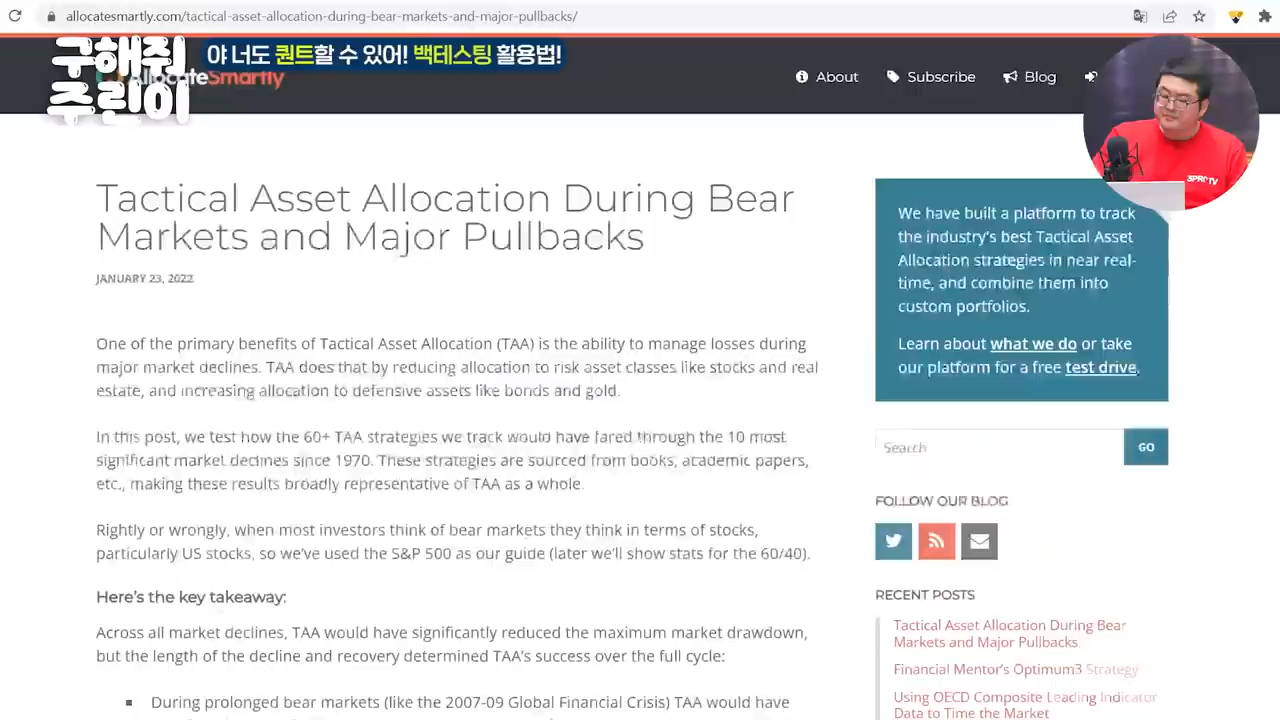 allocatesmartly.com/tactical-asset-allocation-during-bear-markets-and-major-pullbacks/
구해줘
주린이
야 너도 퀀트할 수 있어! 백테스팅 활용법!
AllocateSmartly
About
Subscribe
Blog
3PROTV
Tactical Asset Allocation During Bear
Markets and Major Pullbacks
JANUARY 23, 2022
One of the primary benefits of Tactical Asset Allocation (TAA) is the ability to manage losses during
major market declines. TAA does that by reducing allocation to risk asset classes like stocks and real
estate, and increasing allocation to defensive assets like bonds and gold.
In this post, we test how the 60+ TAA strategies we track would have fared through the 10 most
significant market declines since 1970. These strategies are sourced from books, academic papers,
etc., making these results broadly representative of TAA as a whole.
Rightly or wrongly, when most investors think of bear markets they think in terms of stocks,
particularly US stocks, so we've used the S&P 500 as our guide (later we'll show stats for the 60/40).
Here's the key takeaway:
Across all market declines, TAA would have significantly reduced the maximum market drawdown,
but the length of the decline and recovery determined TAA's success over the full cycle:
During prolonged bear markets (like the 2007-09 Global Financial Crisis) TAA would have
We have built a platform to track
the industry's best Tactical Asset
Allocation strategies in near real-
time, and combine them into
custom portfolios.
Learn about what we do or take
our platform for a free test drive.
Search
GO
FOLLOW OUR BLOG
RECENT POSTS
Tactical Asset Allocation During Bear
Markets and Major Pullbacks
Financial Mentor's Optimum3 Strategy
Using OECD Composite Leading Indicator
Data to Time the Market